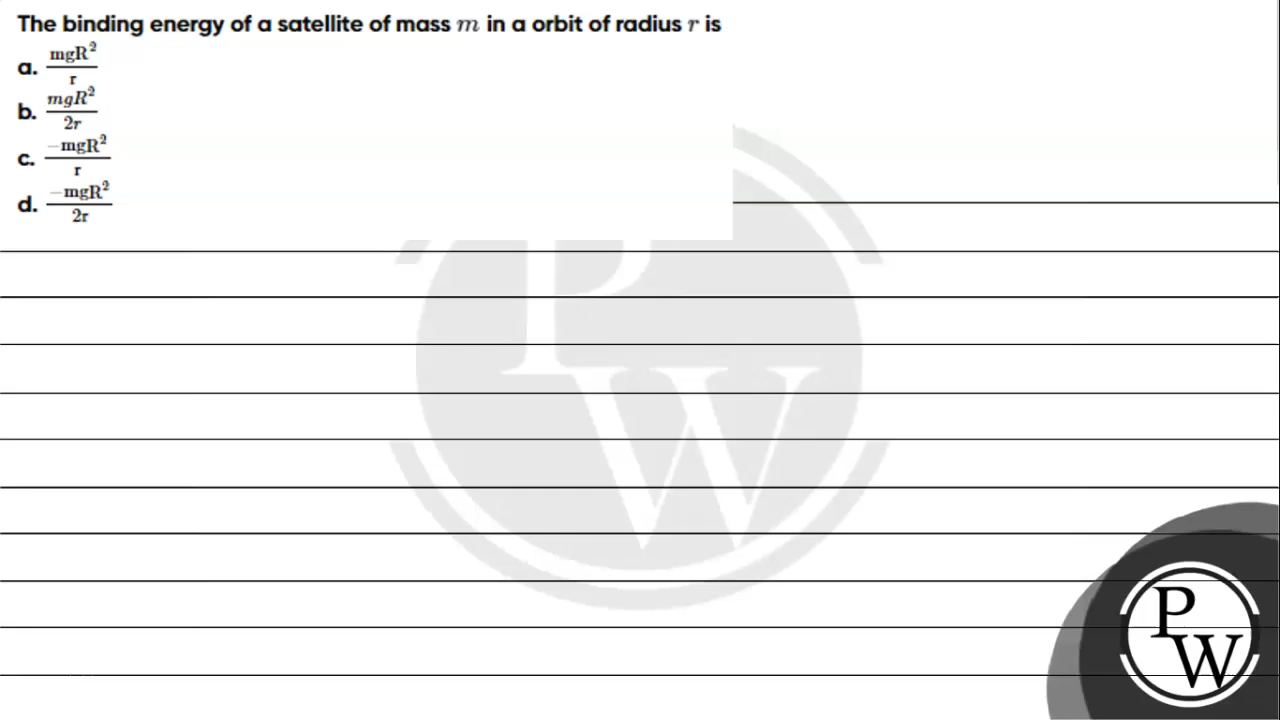 The binding energy of a satellite of mass m in a orbit of radius r is
a. mgR²/r
b. mgR²/2r
c. -mgR²/r
d. -mgR²/2r
PW
PW